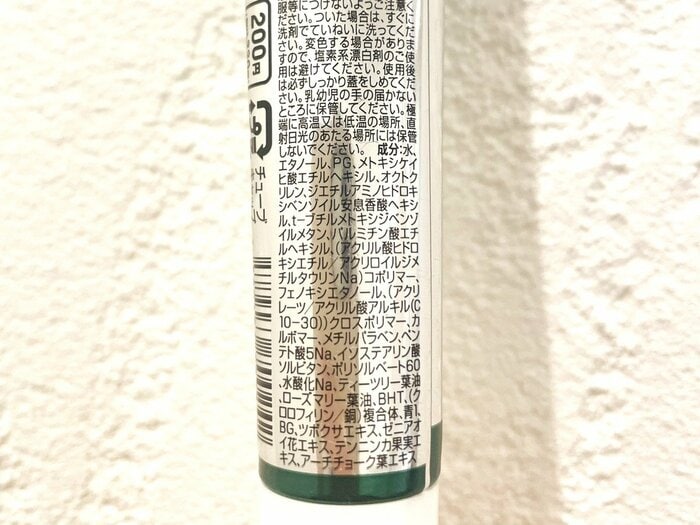 服等につけないようご注意く
ださい。ついた場合は、すぐに
洗剤でていねいに洗ってくだ
さい。変色する場合がありま
すので、塩素系漂白剤のご使
用は避けてください。使用後
は必ずしっかり蓋をしめてくだ
さい。乳幼児の手の届かない
ところに保管してください。極
端に高温又は低温の場所、直
射日光のあたる場所には保管
しないでください。 成分:水、
エタノール、PG、メトキシケイ
ヒ酸エチルヘキシル、オクトク
リレン、ジエチルアミノヒドロキ
シベンゾイル安息香酸ヘキシ
ル、t-ブチルメトキシジベンゾ
イルメタン、パルミチン酸エチ
ルヘキシル、(アクリル酸ヒドロ
キシエチル/アクリロイルジメ
チルタウリンNa)コポリマー、
フェノキシエタノール、(アクリ
レーツ/アクリル酸アルキル(C
10-30))クロスポリマー、カ
ルボマー、メチルパラベン、ペン
テト酸5Na、イソステアリン酸
ソルビタン、ポリソルベート60
、水酸化Na、ティーツリー葉油
、ローズマリー葉油、BHT、(ク
ロロフィリン/銅)複合体、青1、
BG、ツボクサエキス、ゼニアオ
イ花エキス、テンニンカ果実エ
キス、アーチチョーク葉エキス
200円
チューブ